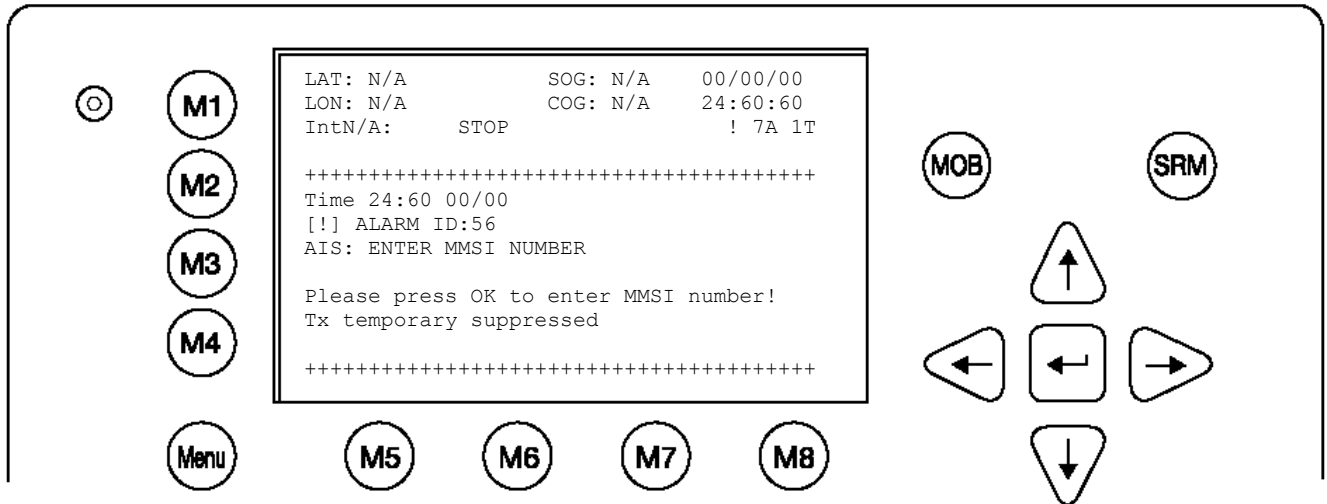 LAT: N/A SOG: N/A 00/00/00
LON: N/A COG: N/A 24:60:60
IntN/A: STOP ! 7A 1T
++++++++++++++++++++++++++++++++++++++++
Time 24:60 00/00
[!] ALARM ID:56
AIS: ENTER MMSI NUMBER
Please press OK to enter MMSI number!
Tx temporary suppressed
++++++++++++++++++++++++++++++++++++++++
M1
M2
M3
M4
Menu
M5
M6
M7
M8
MOB
SRM